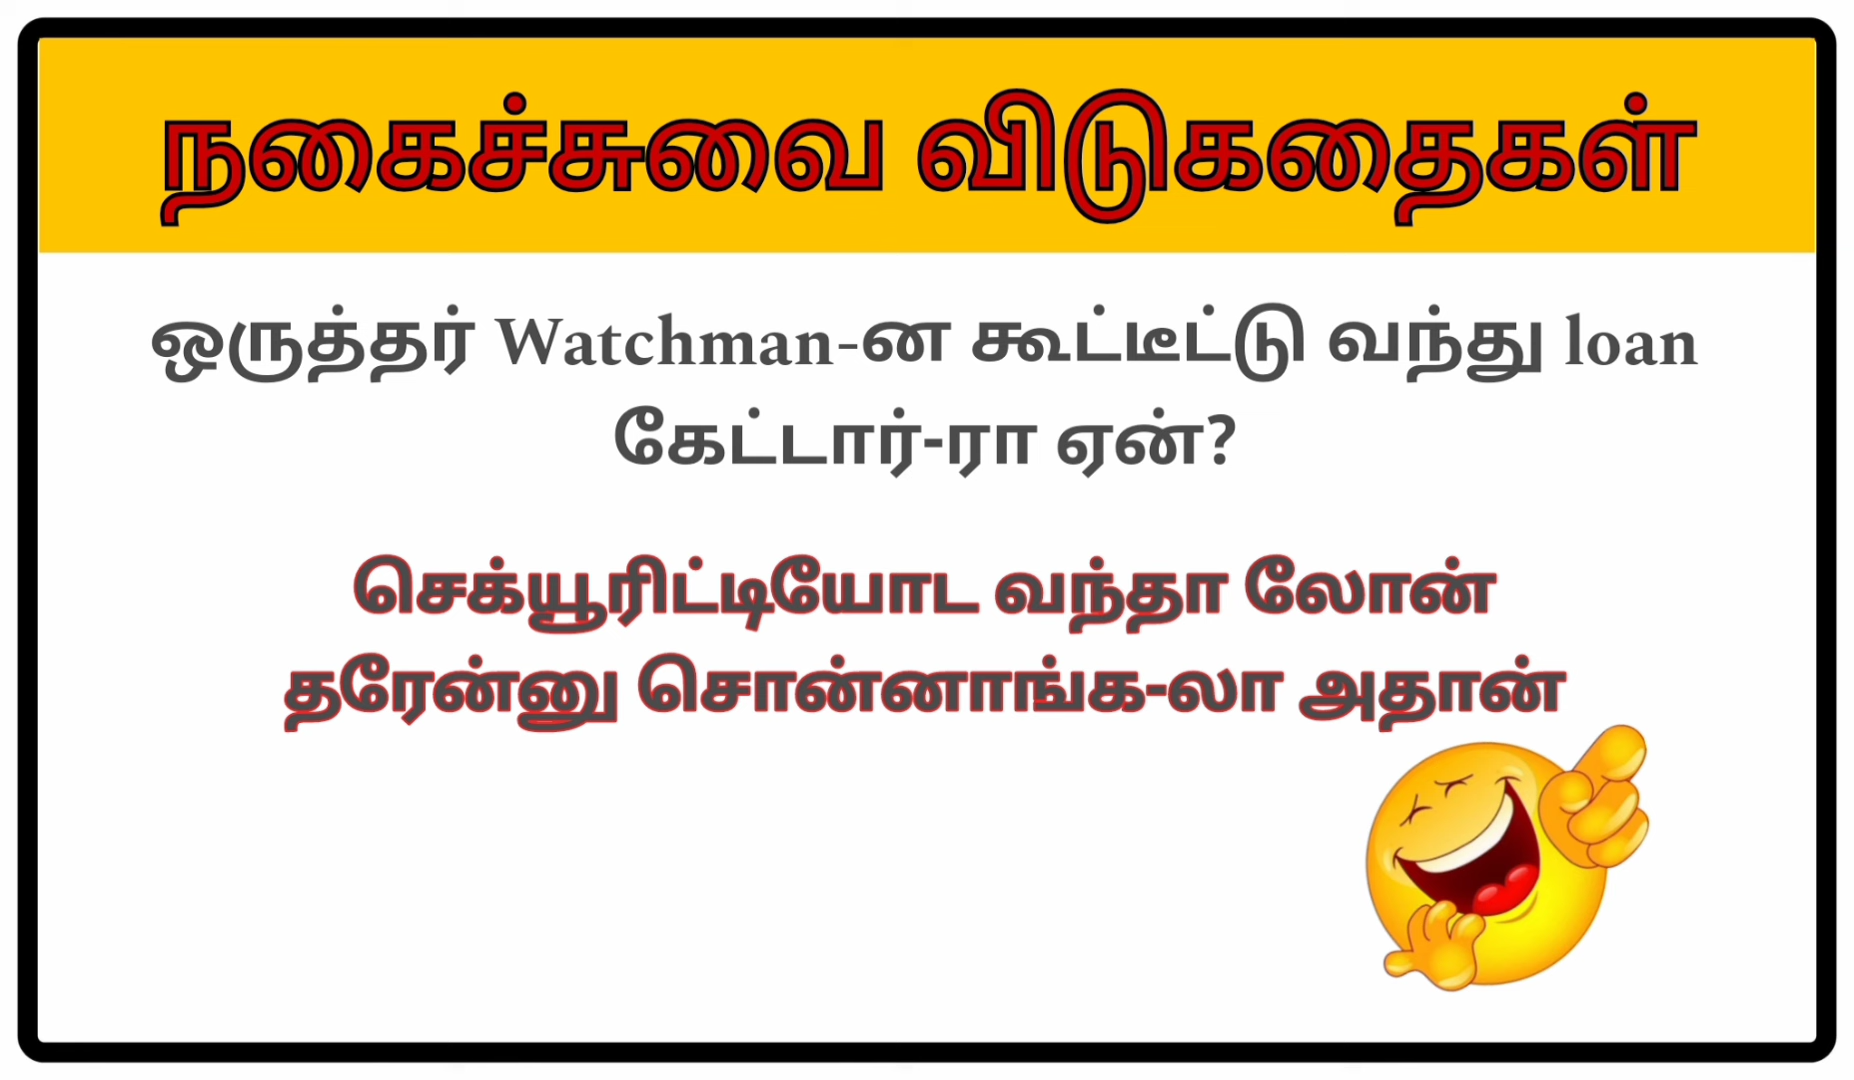 நகைச்சுவை விடுகதைகள்
ஒருத்தர் Watchman-ன கூட்டீட்டு வந்து loan
கேட்டார்-ரா ஏன்?
செக்யூரிட்டியோட வந்தா லோன்
தரேன்னு சொன்னாங்க-லா அதான்